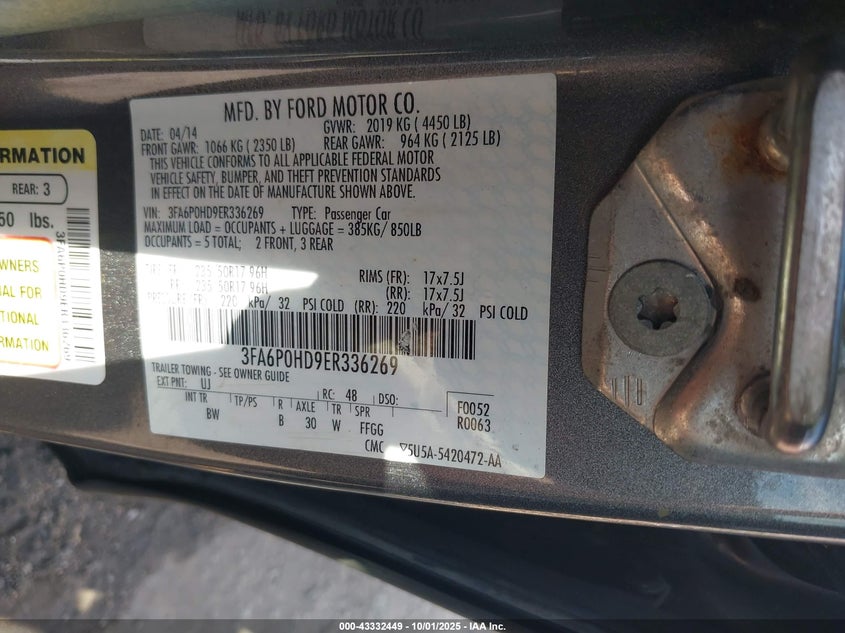 MFD. BY FORD MOTOR CO.
DATE: 04/14 GVWR: 2019 KG ( 4450 LB)
FRONT GAWR: 1066 KG ( 2350 LB) REAR GAWR: 964 KG ( 2125 LB)
THIS VEHICLE CONFORMS TO ALL APPLICABLE FEDERAL MOTOR
VEHICLE SAFETY, BUMPER, AND THEFT PREVENTION STANDARDS
IN EFFECT ON THE DATE OF MANUFACTURE SHOWN ABOVE.
VIN: 3FA6P0HD9ER336269 TYPE: Passenger Car
MAXIMUM LOAD = OCCUPANTS + LUGGAGE = 385KG/ 850LB
OCCUPANTS = 5 TOTAL; 2 FRONT, 3 REAR
235 50R17 96H RIMS (FR): 17x7.5J
235 50R17 96H (RR): 17x7.5J
220 kPa/ 32 PSI COLD (RR): 220 kPa/ 32 PSI COLD
3FA6P0HD9ER336269
TRAILER TOWING - SEE OWNER GUIDE
EXT PNT: UJ RC: 48 DSO:
INT TR TP/PS R AXLE TR SPR F0052
BW B 30 W FFGG R0063
CMC 5U5A-5420472-AA
REAR: 3
lbs.
3FA6P0HD9ER336269
OWNERS
FOR
000-43332449 - 10/01/2025 - IAA, Inc.